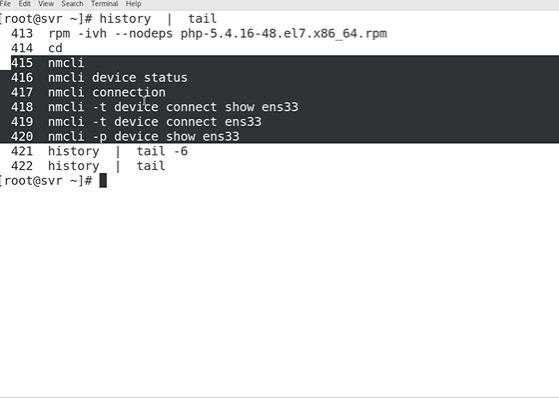 File Edit View Search Terminal Help
[root@svr ~]# history | tail
413 rpm -ivh --nodeps php-5.4.16-48.el7.x86_64.rpm
414 cd
415 nmcli
416 nmcli device status
417 nmcli connection
418 nmcli -t device connect show ens33
419 nmcli -t device connect ens33
420 nmcli -p device show ens33
421 history | tail -6
422 history | tail
[root@svr ~]#